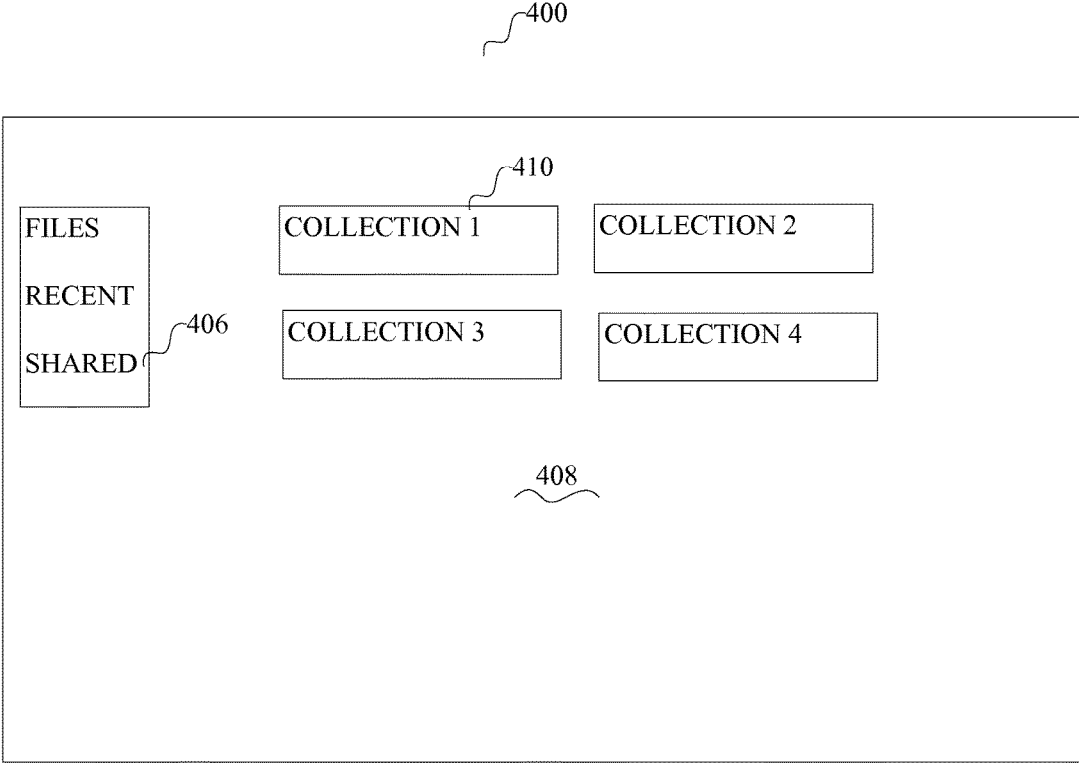 400
410
FILES
COLLECTION 1
COLLECTION 2
RECENT
406
COLLECTION 3
COLLECTION 4
SHARED
408